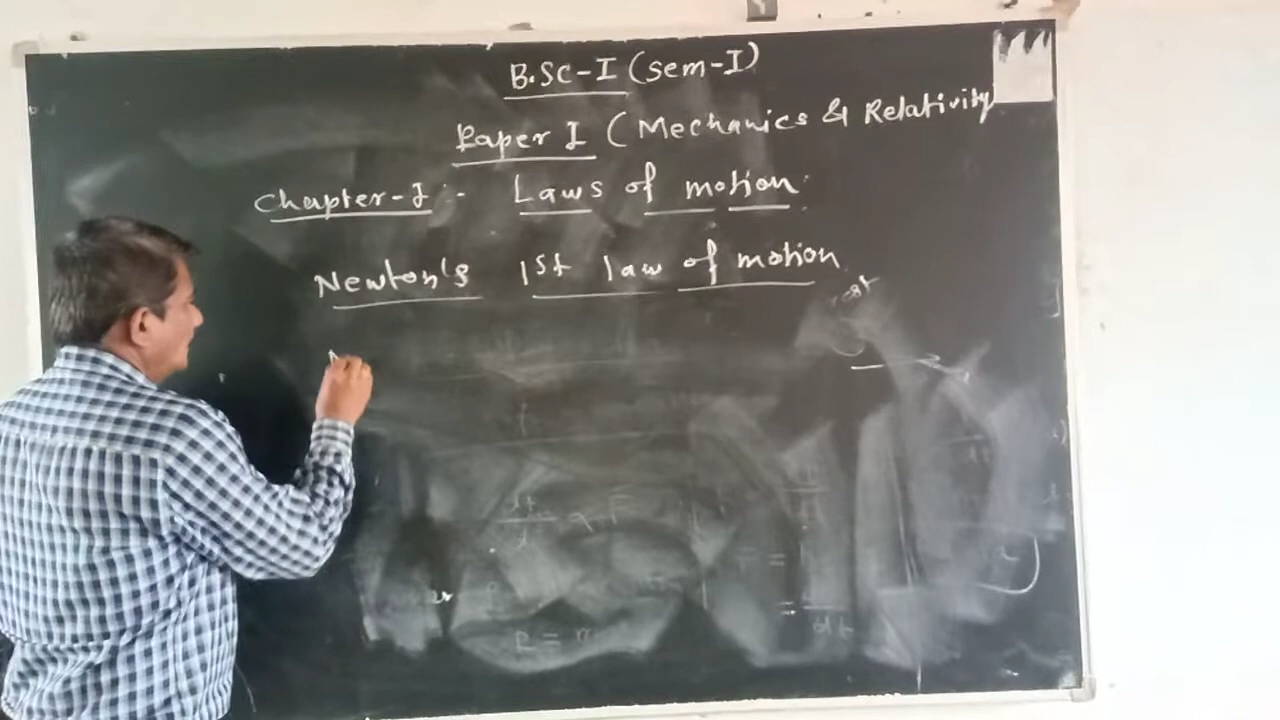 B.Sc-I (Sem-I)
Paper I (Mechanics & Relativity
Chapter-I :- Laws of motion.
Newton's 1st law of motion